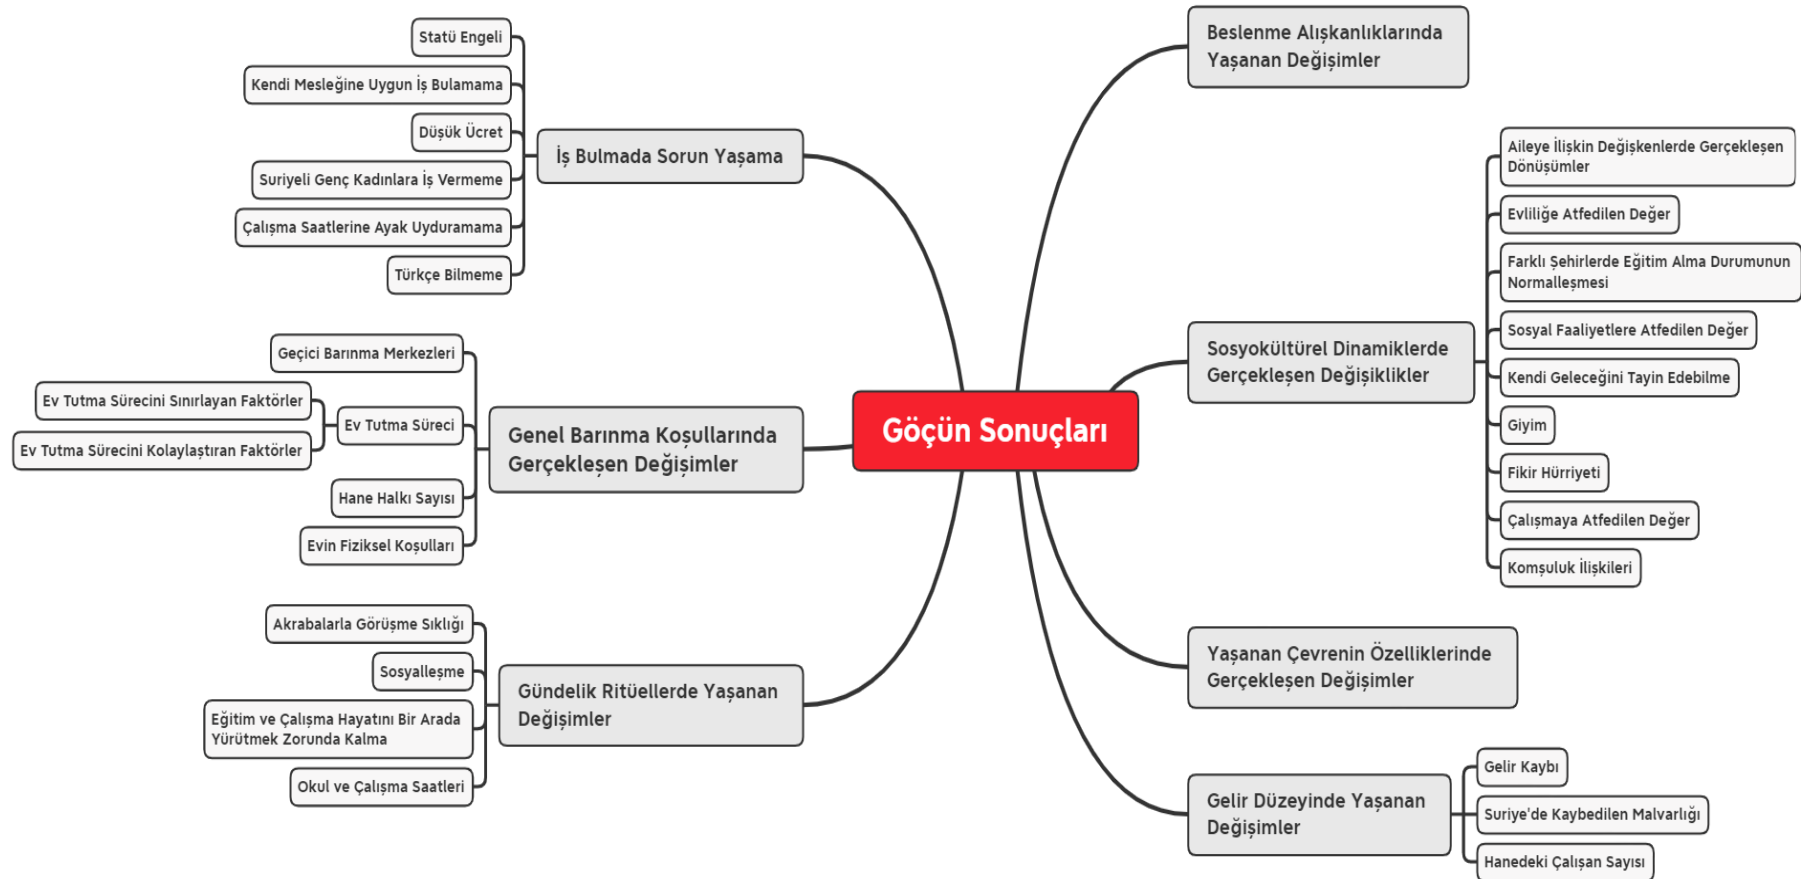 Göçün Sonuçları
İş Bulmada Sorun Yaşama
Statü Engeli
Kendi Mesleğine Uygun İş Bulamama
Düşük Ücret
Suriyeli Genç Kadınlara İş Vermeme
Çalışma Saatlerine Ayak Uyduramama
Türkçe Bilmeme
Genel Barınma Koşullarında
Gerçekleşen Değişimler
Geçici Barınma Merkezleri
Ev Tutma Süreci
Ev Tutma Sürecini Sınırlayan Faktörler
Ev Tutma Sürecini Kolaylaştıran Faktörler
Hane Halkı Sayısı
Evin Fiziksel Koşulları
Gündelik Ritüellerde Yaşanan
Değişimler
Akrabalarla Görüşme Sıklığı
Sosyalleşme
Eğitim ve Çalışma Hayatını Bir Arada
Yürütmek Zorunda Kalma
Okul ve Çalışma Saatleri
Beslenme Alışkanlıklarında
Yaşanan Değişimler
Sosyokültürel Dinamiklerde
Gerçekleşen Değişiklikler
Aileye İlişkin Değişkenlerde Gerçekleşen
Dönüşümler
Evliliğe Atfedilen Değer
Farklı Şehirlerde Eğitim Alma Durumunun
Normalleşmesi
Sosyal Faaliyetlere Atfedilen Değer
Kendi Geleceğini Tayin Edebilme
Giyim
Fikir Hürriyeti
Çalışmaya Atfedilen Değer
Komşuluk İlişkileri
Yaşanan Çevrenin Özelliklerinde
Gerçekleşen Değişimler
Gelir Düzeyinde Yaşanan
Değişimler
Gelir Kaybı
Suriye'de Kaybedilen Malvarlığı
Hanedeki Çalışan Sayısı